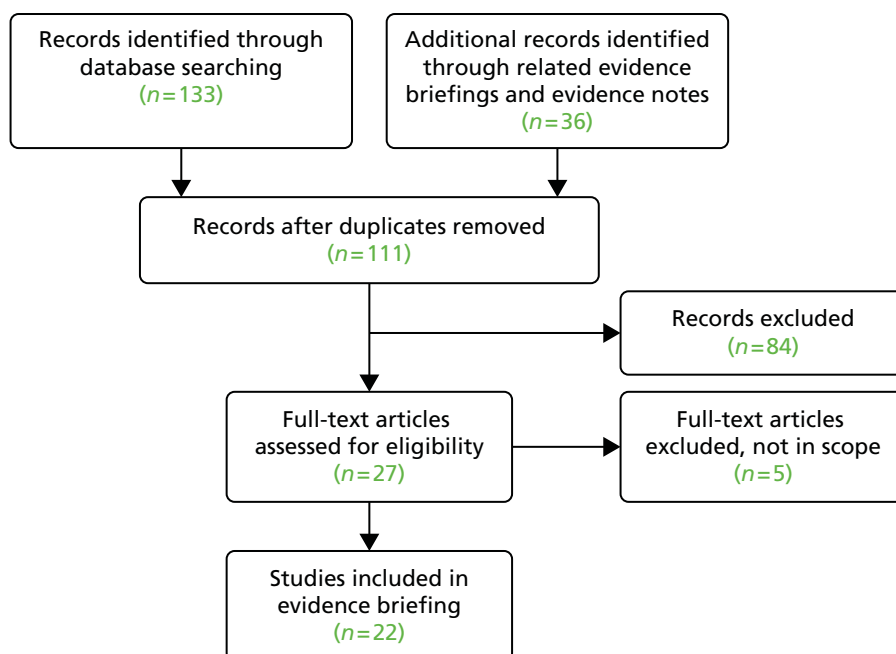 Records identified through
database searching
(n=133)
Additional records identified
through related evidence
briefings and evidence notes
(n=36)
Records after duplicates removed
(n=111)
Records excluded
(n=84)
Full-text articles
assessed for eligibility
(n=27)
Full-text articles
excluded, not in scope
(n=5)
Studies included in
evidence briefing
(n=22)